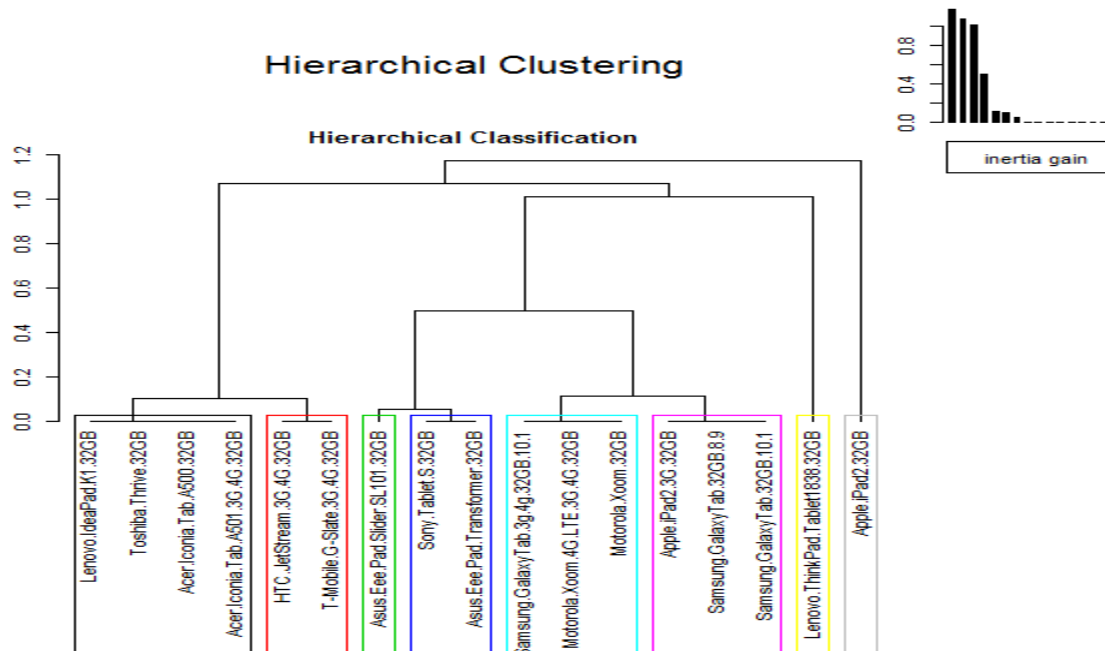 Hierarchical Clustering
0.8
0.4
0.0
inertia gain
Hierarchical Classification
1.2
1.0
0.8
0.6
0.4
0.2
0.0
Lenovo.IdeaPad.K1.32GB
Toshiba.Thrive.32GB
Acer.Iconia.Tab.A500.32GB
Acer.Iconia.Tab.A501.3G.4G.32GB
HTC.JetStream.3G.4G.32GB
T-Mobile.G-Slate.3G.4G.32GB
Asus.Eee.Pad.Slider.SL101.32GB
Sony.Tablet.S.32GB
Asus.Eee.Pad.Transformer.32GB
Samsung.GalaxyTab.3g.4g.32GB.10.1
Motorola.Xoom.4G.LTE.3G.4G.32GB
Motorola.Xoom.32GB
Apple.iPad2.3G.32GB
Samsung.GalaxyTab.32GB.8.9
Samsung.GalaxyTab.32GB.10.1
Lenovo.ThinkPad.Tablet1838.32GB
Apple.iPad2.32GB